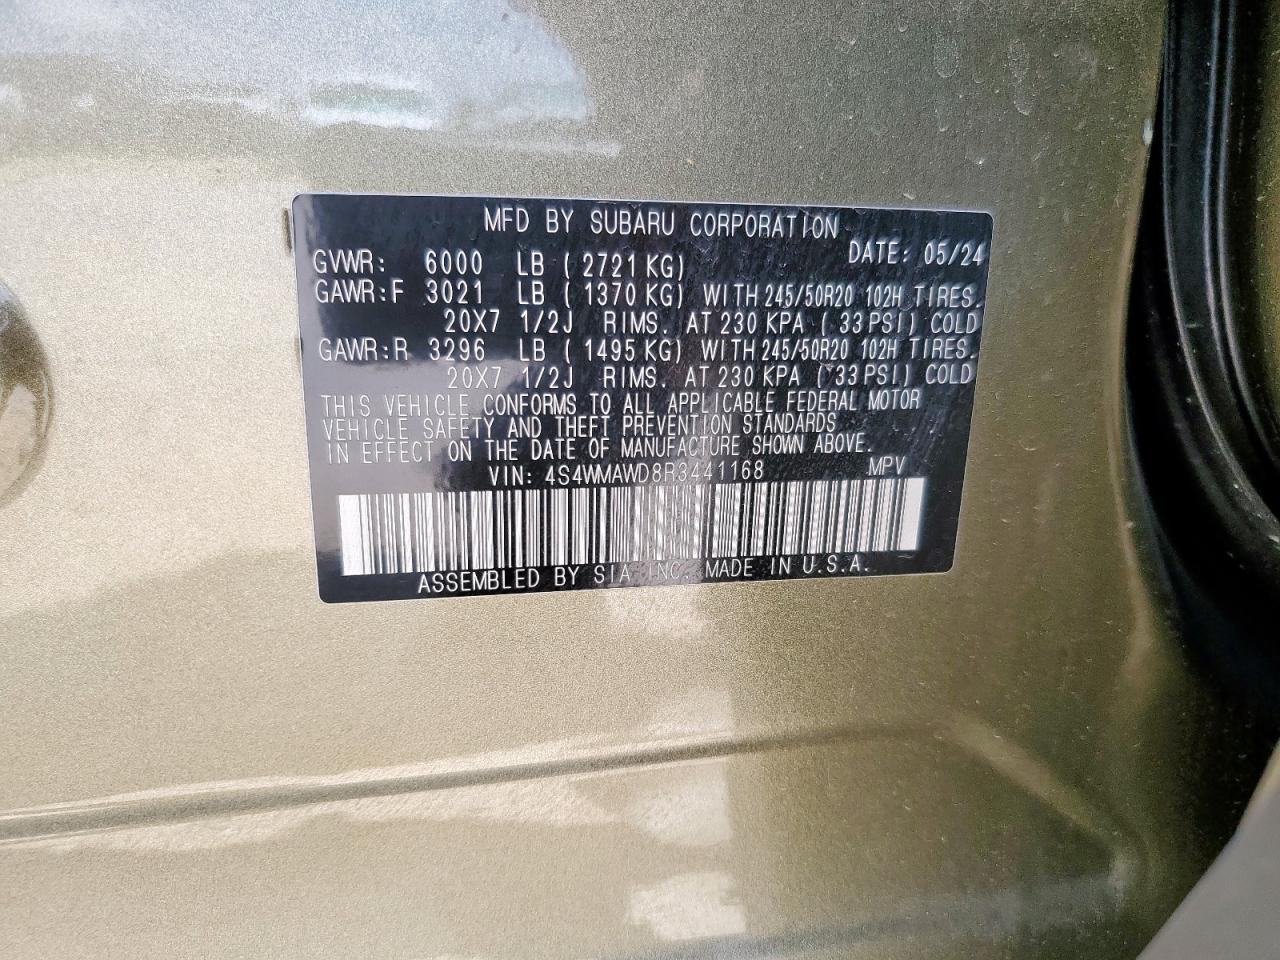 MFD BY SUBARU CORPORATION
DATE: 05/24
GVWR: 6000 LB ( 2721 KG)
GAWR:F 3021 LB ( 1370 KG) WITH 245/50R20 102H TIRES.
20X7 1/2J RIMS. AT 230 KPA ( 33 PSI) COLD
GAWR:R 3296 LB ( 1495 KG) WITH 245/50R20 102H TIRES.
20X7 1/2J RIMS. AT 230 KPA ( 33 PSI) COLD
THIS VEHICLE CONFORMS TO ALL APPLICABLE FEDERAL MOTOR
VEHICLE SAFETY AND THEFT PREVENTION STANDARDS
IN EFFECT ON THE DATE OF MANUFACTURE SHOWN ABOVE.
VIN: 4S4WMAWD8R3441168 MPV
ASSEMBLED BY SIA INC. MADE IN U.S.A.